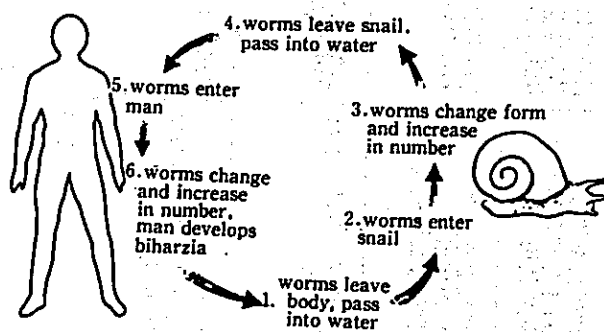 4. worms leave snail.
pass into water
5. worms enter
man
3. worms change form
and increase
in number
6. worms change
and increase
in number.
man develops
biharzia
2. worms enter
snail
worms leave
1. body, pass
into water